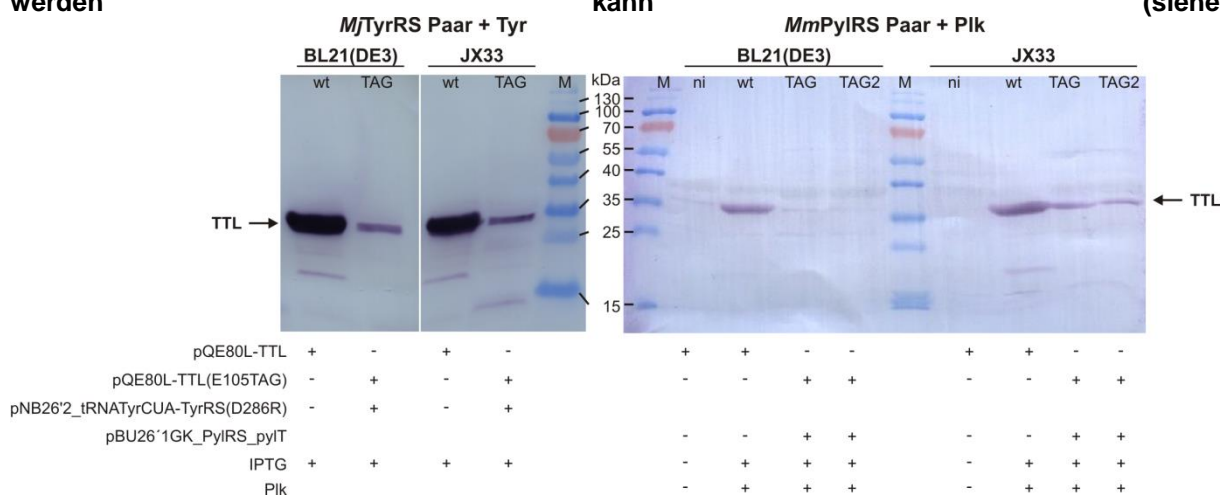 werden kann (siehe
MjTyrRS Paar + Tyr MmPylRS Paar + Plk
BL21(DE3) JX33 BL21(DE3) JX33
wt TAG wt TAG M kDa M ni wt TAG TAG2 M ni wt TAG TAG2
130
100
70
55
40
35
TTL
TTL
25
15
pQE80L-TTL + - + - + + - - + + - -
pQE80L-TTL(E105TAG) - + - + - - + + - - + +
pNB26'2_tRNATyrCUA-TyrRS(D286R) - + - +
pBU26´1GK_PylRS_pylT - - + + - - + +
IPTG + + + + - + + + - + + +
Plk - + + + - + + +